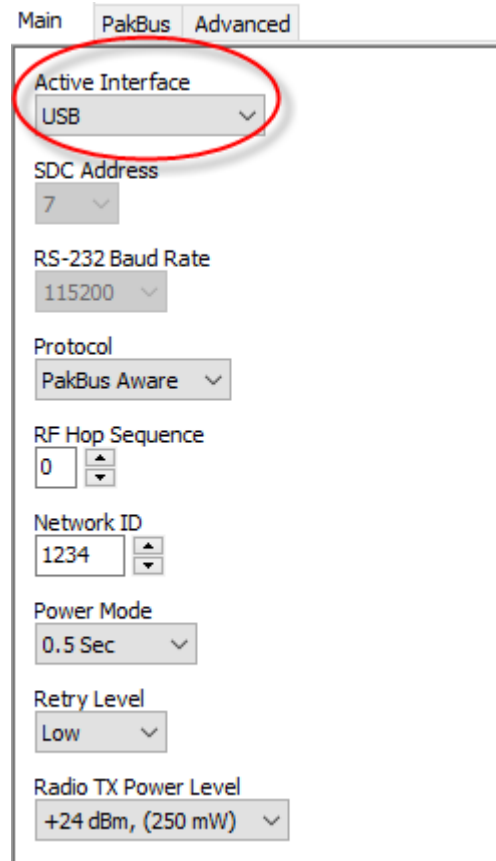 Main PakBus Advanced
Active Interface
USB
SDC Address
7
RS-232 Baud Rate
115200
Protocol
PakBus Aware
RF Hop Sequence
0
Network ID
1234
Power Mode
0.5 Sec
Retry Level
Low
Radio TX Power Level
+24 dBm, (250 mW)